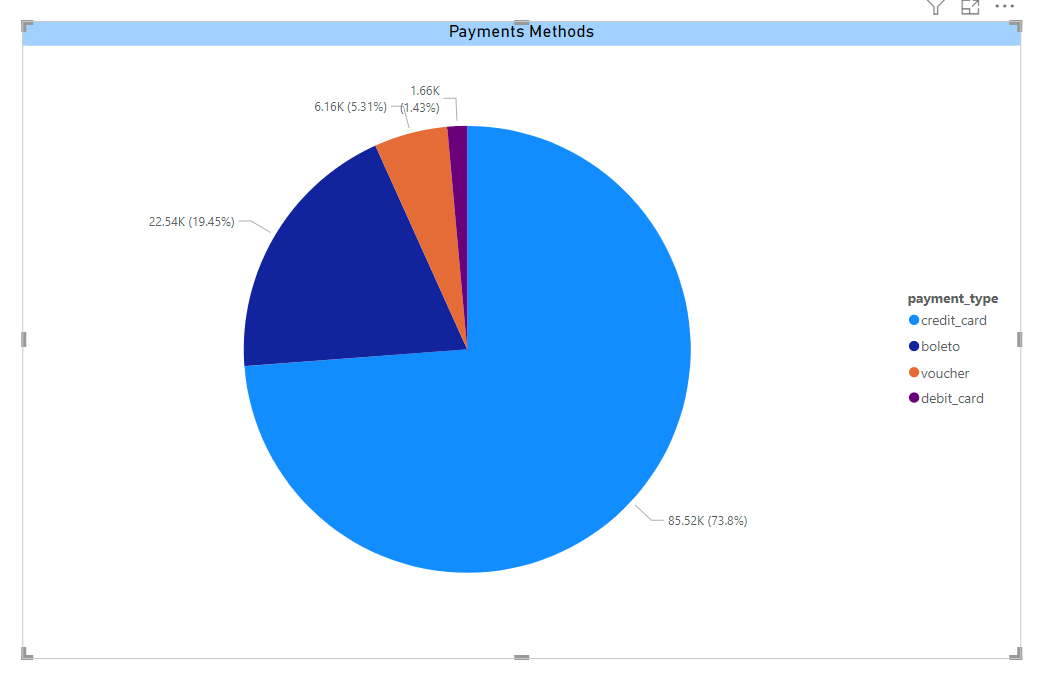 Payments Methods
1.66K
(1.43%)
6.16K (5.31%)
22.54K (19.45%)
85.52K (73.8%)
payment_type
credit_card
boleto
voucher
debit_card